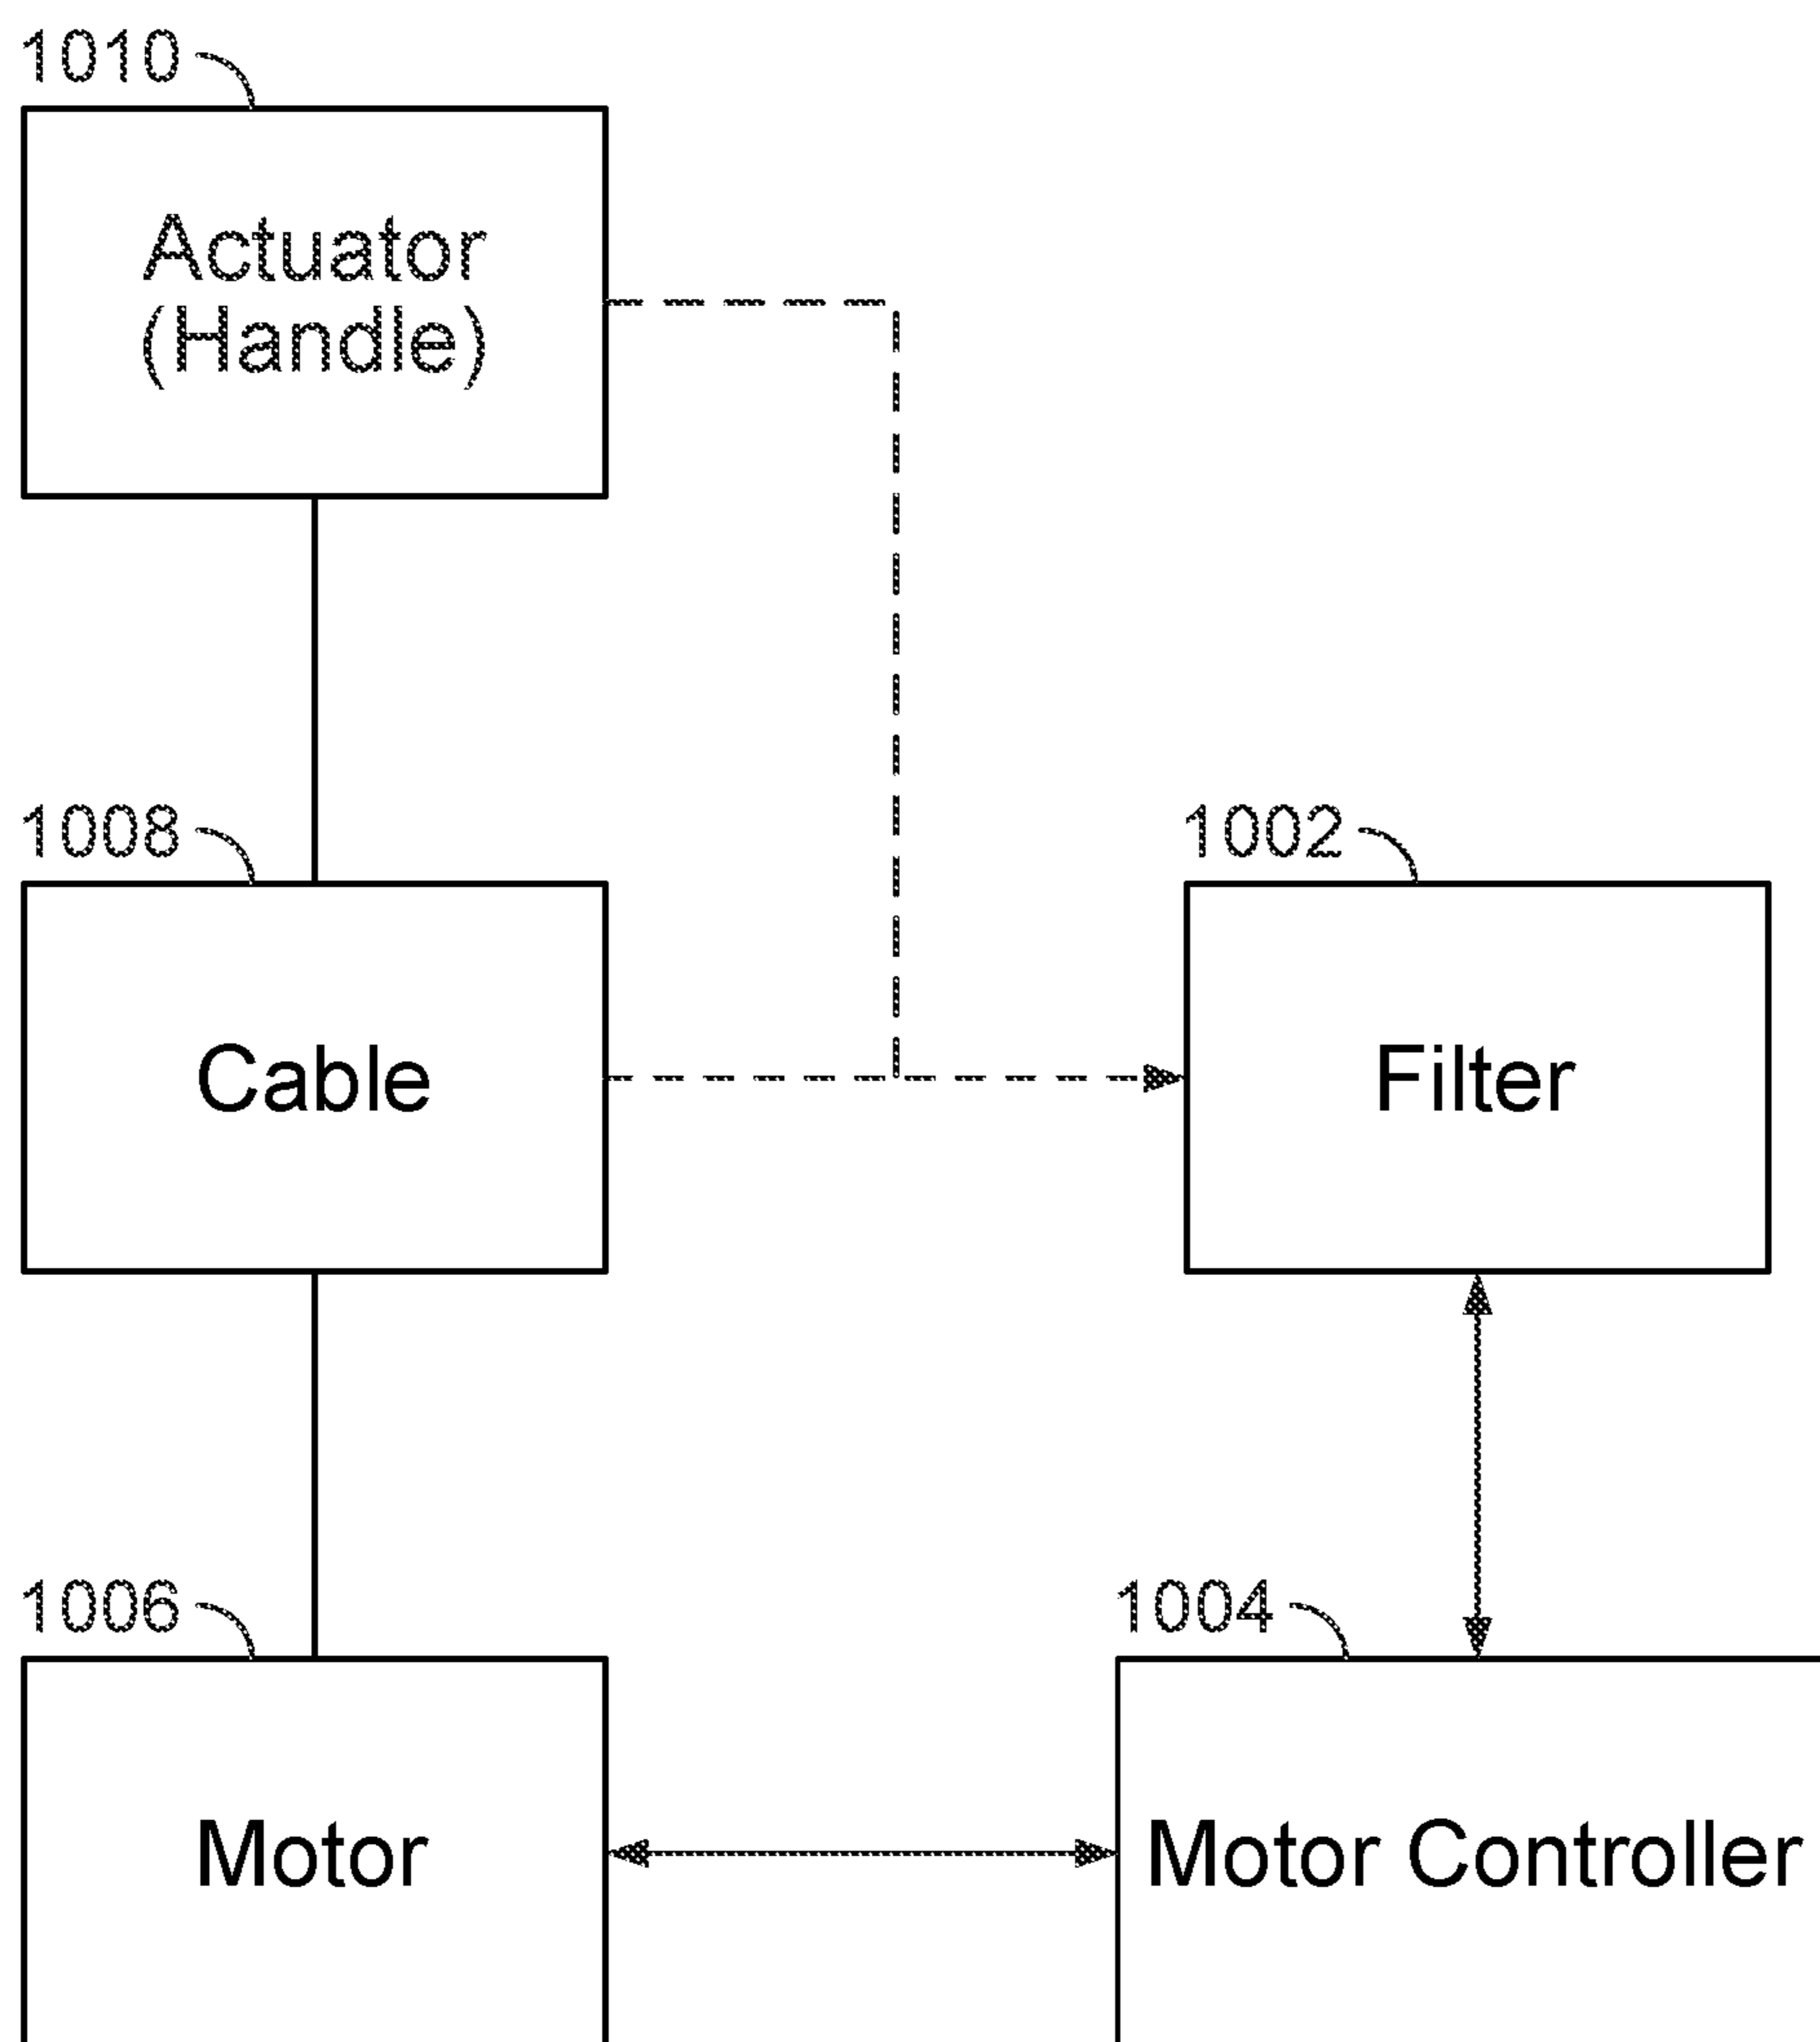 1010
Actuator
(Handle)
1008
Cable
1002
Filter
1006
Motor
1004
Motor Controller